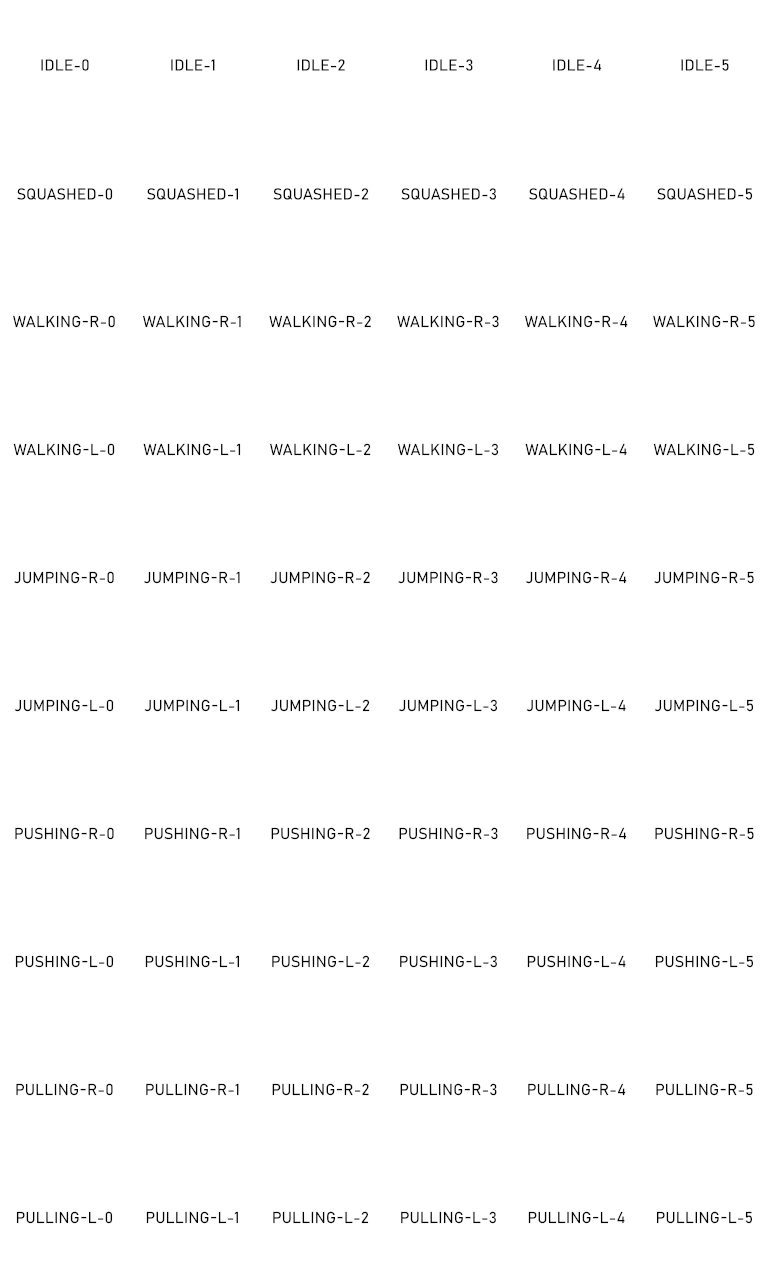 IDLE-0 IDLE-1 IDLE-2 IDLE-3 IDLE-4 IDLE-5
SQUASHED-0 SQUASHED-1 SQUASHED-2 SQUASHED-3 SQUASHED-4 SQUASHED-5
WALKING-R-0 WALKING-R-1 WALKING-R-2 WALKING-R-3 WALKING-R-4 WALKING-R-5
WALKING-L-0 WALKING-L-1 WALKING-L-2 WALKING-L-3 WALKING-L-4 WALKING-L-5
JUMPING-R-0 JUMPING-R-1 JUMPING-R-2 JUMPING-R-3 JUMPING-R-4 JUMPING-R-5
JUMPING-L-0 JUMPING-L-1 JUMPING-L-2 JUMPING-L-3 JUMPING-L-4 JUMPING-L-5
PUSHING-R-0 PUSHING-R-1 PUSHING-R-2 PUSHING-R-3 PUSHING-R-4 PUSHING-R-5
PUSHING-L-0 PUSHING-L-1 PUSHING-L-2 PUSHING-L-3 PUSHING-L-4 PUSHING-L-5
PULLING-R-0 PULLING-R-1 PULLING-R-2 PULLING-R-3 PULLING-R-4 PULLING-R-5
PULLING-L-0 PULLING-L-1 PULLING-L-2 PULLING-L-3 PULLING-L-4 PULLING-L-5